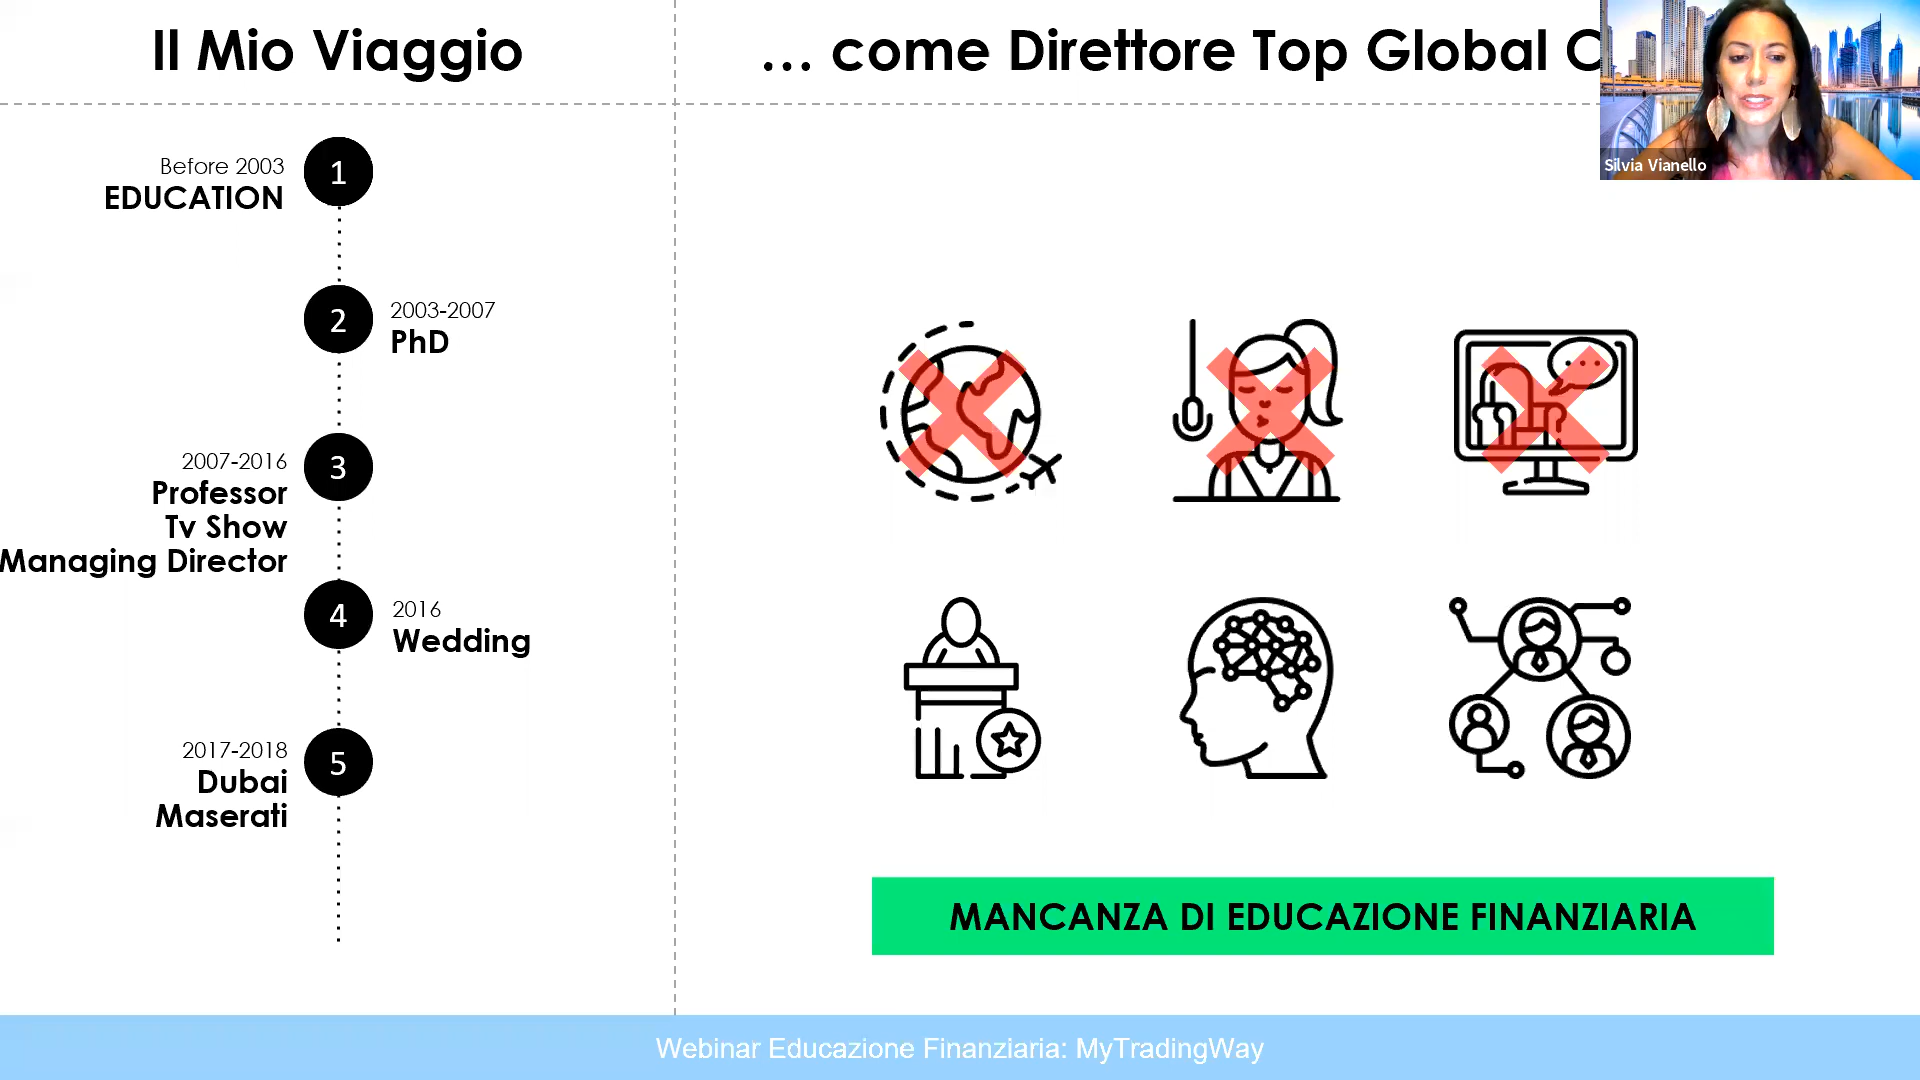 Il Mio Viaggio
... come Direttore Top Global
Silvia Vianello
Before 2003
EDUCATION
1
2
2003-2007
PhD
2007-2016
Professor
Tv Show
Managing Director
3
4
2016
Wedding
2017-2018
Dubai
Maserati
5
MANCANZA DI EDUCAZIONE FINANZIARIA
Webinar Educazione Finanziaria: MyTradingWay